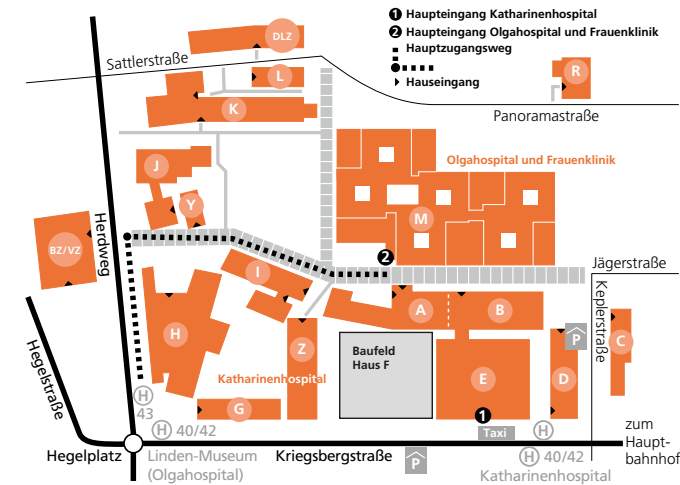 ❶ Haupteingang Katharinenhospital
❷ Haupteingang Olgahospital und Frauenklinik
Hauptzugangsweg
Hauseingang
DLZ
Sattlerstraße
L
R
K
Panoramastraße
Olgahospital und Frauenklinik
J
Y
M
BZ/VZ
Herdweg
2
I
Jägerstraße
Keplerstraße
A
B
H
Z
P
C
Baufeld
Haus F
Hegelstraße
Katharinenhospital
E
D
H
43
G
1
H 40/42
Taxi
H
zum
Haupt-
bahnhof
Hegelplatz
Linden-Museum
(Olgahospital)
Kriegsbergstraße
P
H 40/42
Katharinenhospital